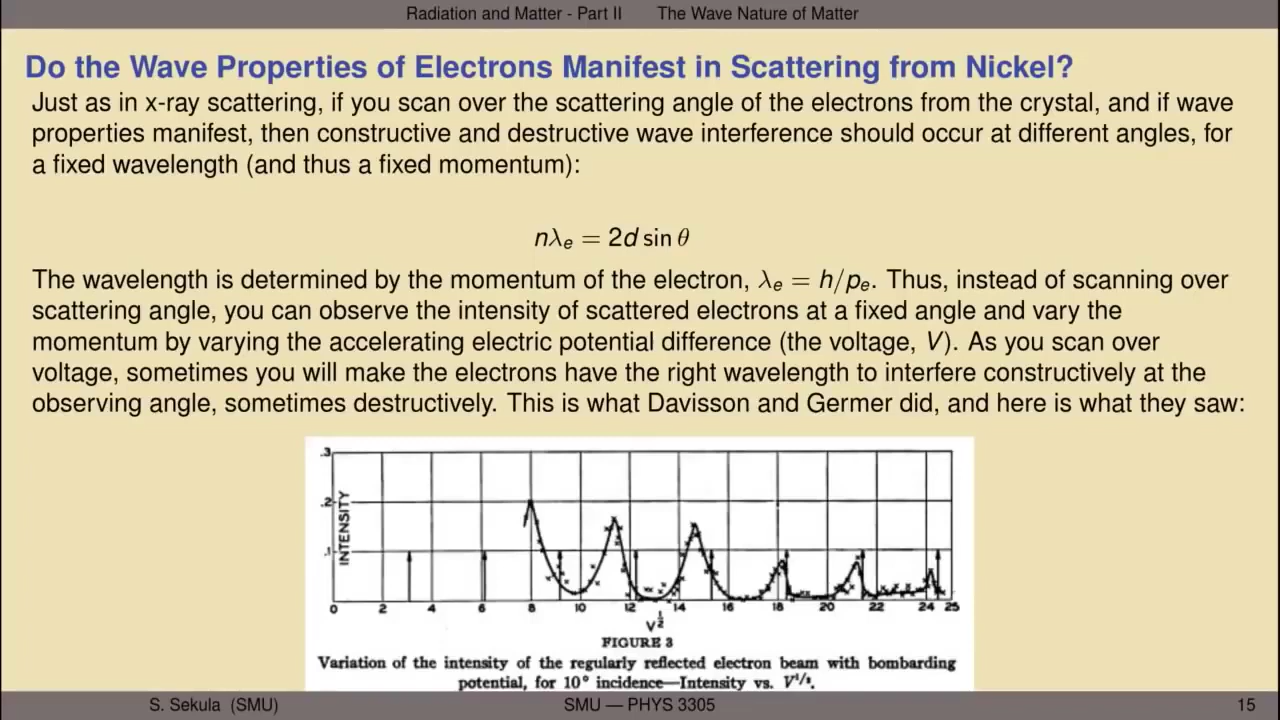 Radiation and Matter - Part II The Wave Nature of Matter
Do the Wave Properties of Electrons Manifest in Scattering from Nickel?
Just as in x-ray scattering, if you scan over the scattering angle of the electrons from the crystal, and if wave
properties manifest, then constructive and destructive wave interference should occur at different angles, for
a fixed wavelength (and thus a fixed momentum):
nλₑ = 2d sin θ
The wavelength is determined by the momentum of the electron, λₑ = h/pₑ. Thus, instead of scanning over
scattering angle, you can observe the intensity of scattered electrons at a fixed angle and vary the
momentum by varying the accelerating electric potential difference (the voltage, V). As you scan over
voltage, sometimes you will make the electrons have the right wavelength to interfere constructively at the
observing angle, sometimes destructively. This is what Davisson and Germer did, and here is what they saw:
.3
.2
.1
INTENSITY
0 2 4 6 8 10 12 14 16 18 20 22 24 25
V^½
FIGURE 3
Variation of the intensity of the regularly reflected electron beam with bombarding
potential, for 10° incidence—Intensity vs. V^1/2.
S. Sekula (SMU) SMU — PHYS 3305 15